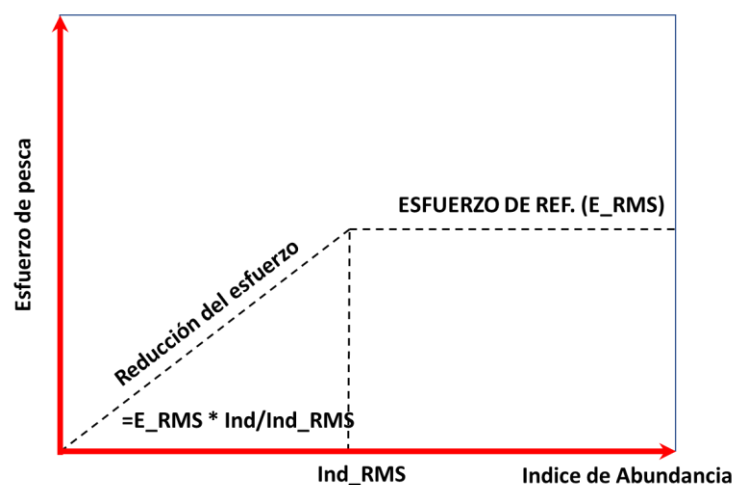 Esfuerzo de pesca
ESFUERZO DE REF. (E_RMS)
Reducción del esfuerzo
=E_RMS * Ind/Ind_RMS
Ind_RMS
Indice de Abundancia